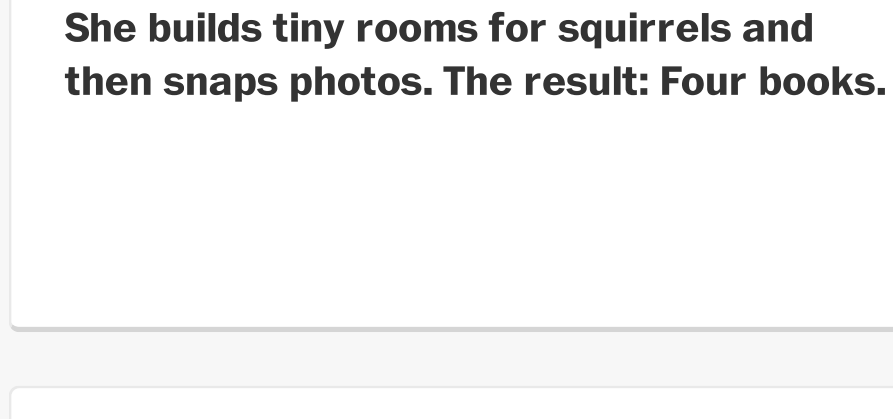 She builds tiny rooms for squirrels and
then snaps photos. The result: Four books.